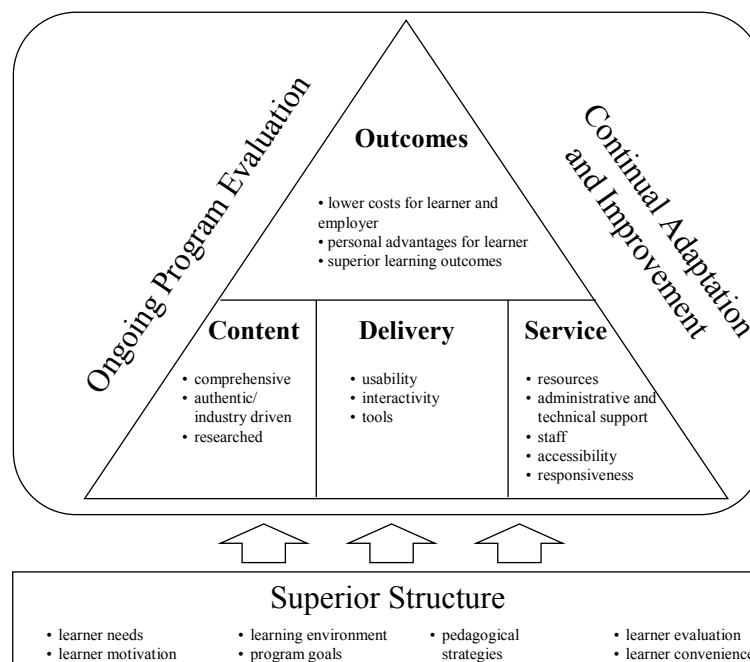 Ongoing Program Evaluation
Continual Adaptation
and Improvement
Outcomes
• lower costs for learner and
employer
• personal advantages for learner
• superior learning outcomes
Content
• comprehensive
• authentic/
industry driven
• researched
Delivery
• usability
• interactivity
• tools
Service
• resources
• administrative and
technical support
• staff
• accessibility
• responsiveness
Superior Structure
• learner needs
• learner motivation
• learning environment
• program goals
• pedagogical
strategies
• learner evaluation
• learner convenience